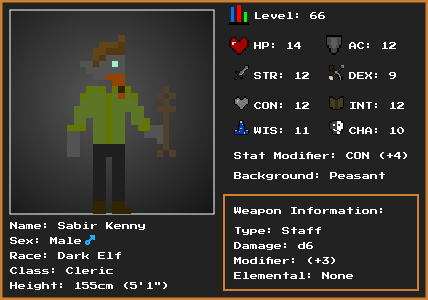 Level: 66
HP: 14 AC: 12
STR: 12 DEX: 9
CON: 12 INT: 12
WIS: 11 CHA: 10
Stat Modifier: CON (+4)
Background: Peasant
Name: Sabir Kenny
Sex: Male
Race: Dark Elf
Class: Cleric
Height: 155cm (5'1")
Weapon Information:
Type: Staff
Damage: d6
Modifier: (+3)
Elemental: None